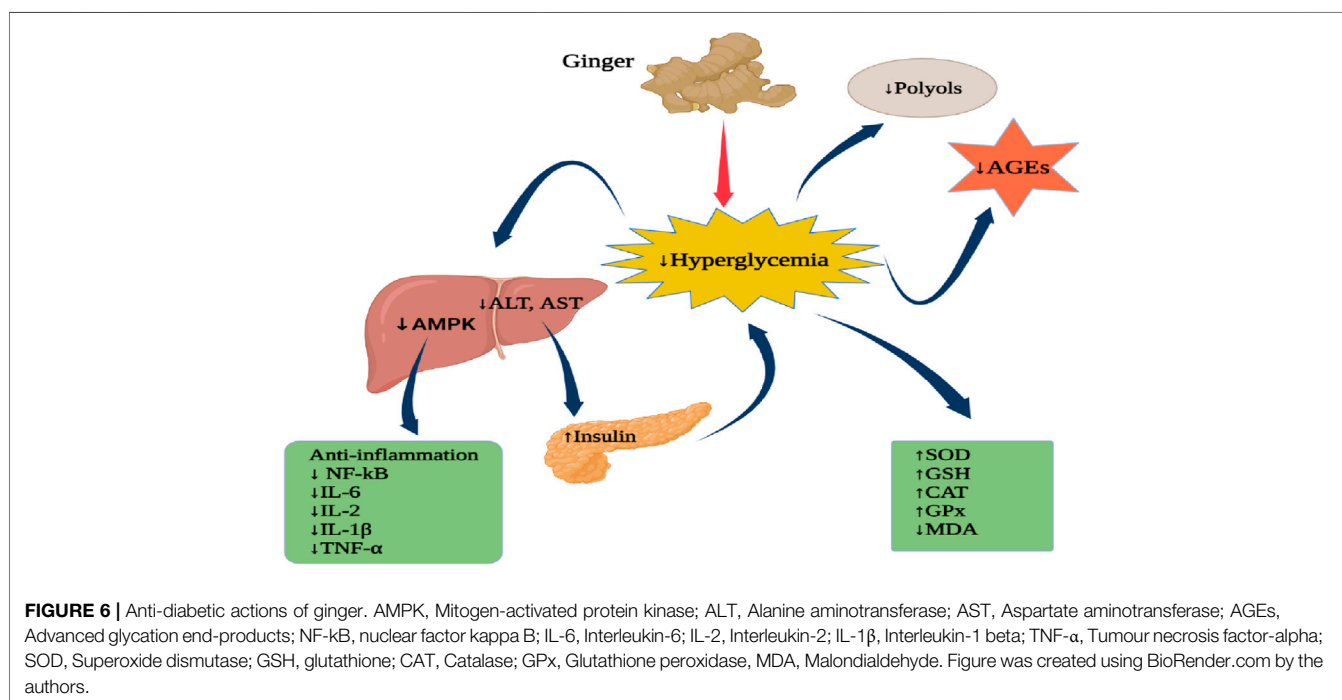 Ginger
↓Polyols
↓AGEs
↓Hyperglycemia
↓ALT, AST
↓AMPK
↑Insulin
Anti-inflammation
↓ NF-kB
↓IL-6
↓IL-2
↓IL-1β
↓TNF-α
↑SOD
↑GSH
↑CAT
↑GPx
↓MDA
FIGURE 6 | Anti-diabetic actions of ginger. AMPK, Mitogen-activated protein kinase; ALT, Alanine aminotransferase; AST, Aspartate aminotransferase; AGEs,
Advanced glycation end-products; NF-kB, nuclear factor kappa B; IL-6, Interleukin-6; IL-2, Interleukin-2; IL-1β, Interleukin-1 beta; TNF-α, Tumour necrosis factor-alpha;
SOD, Superoxide dismutase; GSH, glutathione; CAT, Catalase; GPx, Glutathione peroxidase, MDA, Malondialdehyde. Figure was created using BioRender.com by the
authors.